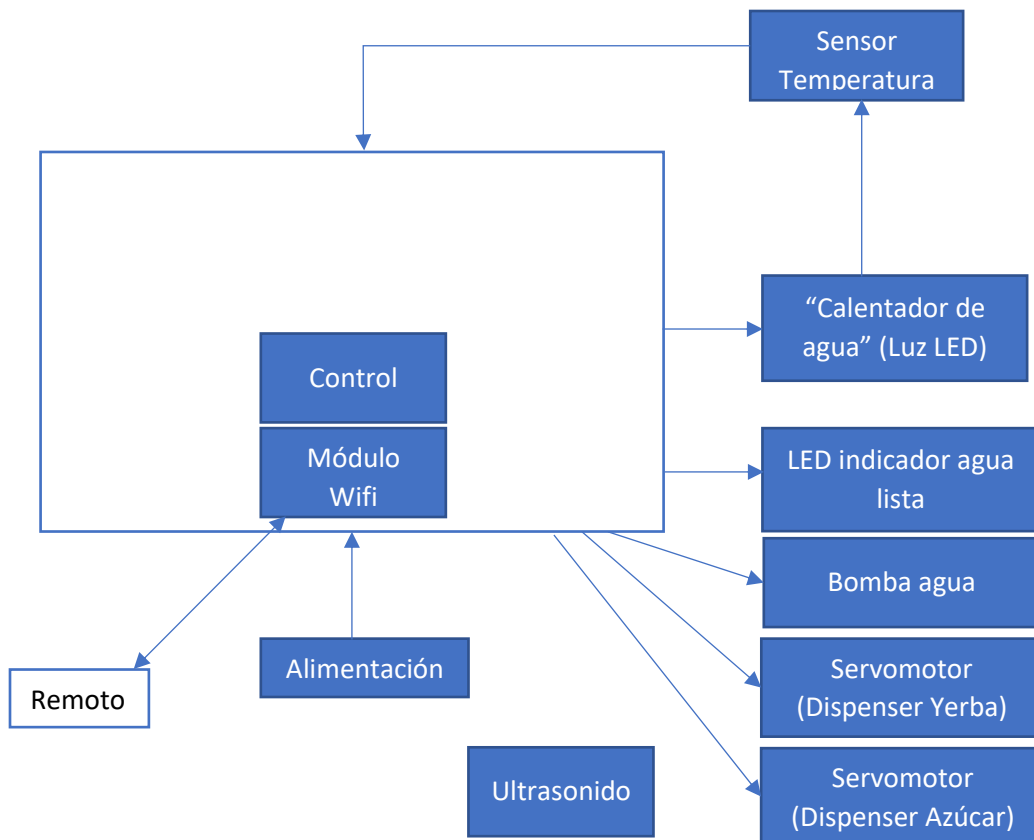 Sensor
Temperatura
“Calentador de
agua” (Luz LED)
Control
Módulo
Wifi
LED indicador agua
lista
Bomba agua
Alimentación
Remoto
Servomotor
(Dispenser Yerba)
Ultrasonido
Servomotor
(Dispenser Azúcar)